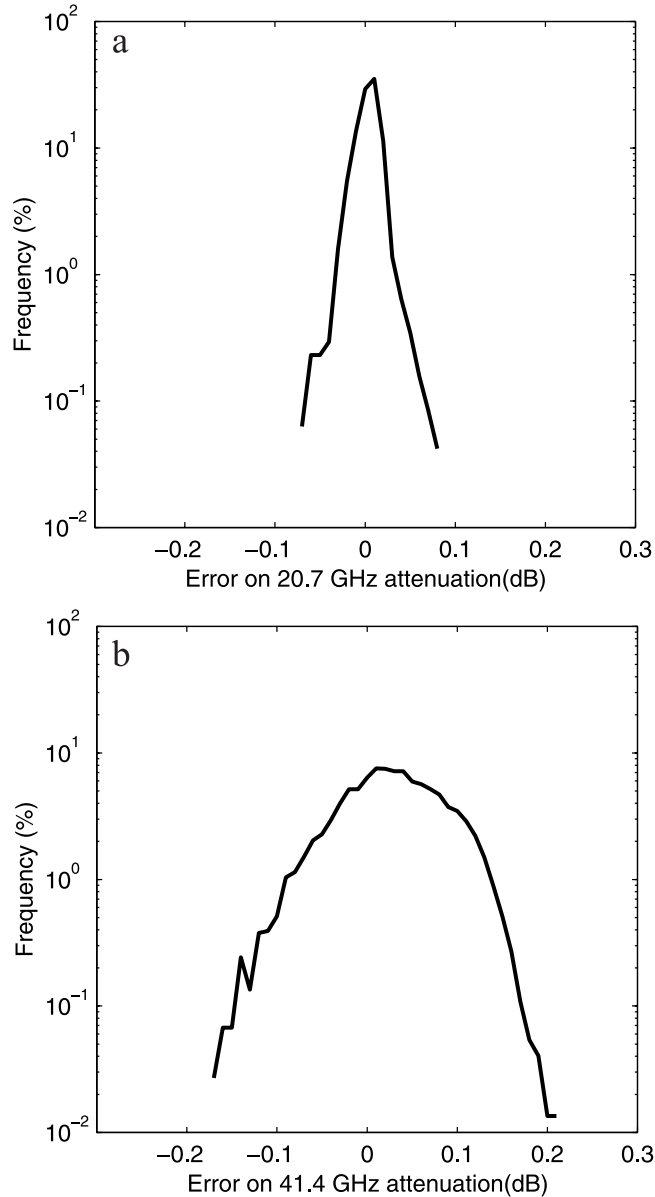 a
10^2
10^1
10^0
10^−1
10^−2
Frequency (%)
−0.2 −0.1 0 0.1 0.2 0.3
Error on 20.7 GHz attenuation(dB)
b
10^2
10^1
10^0
10^−1
10^−2
Frequency (%)
−0.2 −0.1 0 0.1 0.2 0.3
Error on 41.4 GHz attenuation(dB)